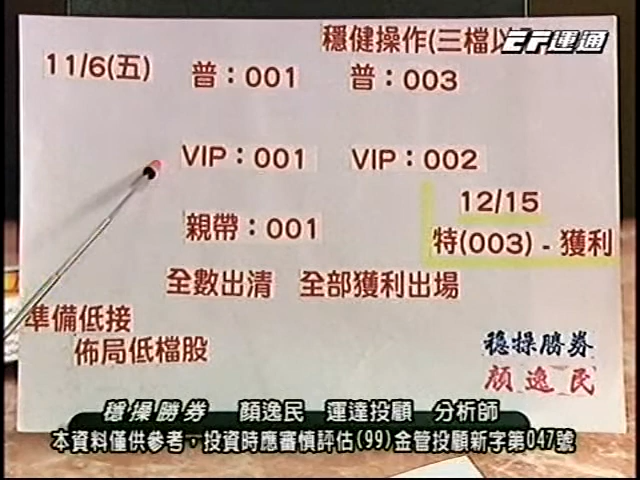 穩健操作(三檔以
運通
11/6(五) 普：001 普：003
VIP：001 VIP：002
12/15
親帶：001 特(003) - 獲利
全數出清 全部獲利出場
準備低接
佈局低檔股
穩操勝券
顏逸民
穩操勝券 顏逸民 運達投顧 分析師
本資料僅供參考，投資時應審慎評估(99)金管投顧新字第047號